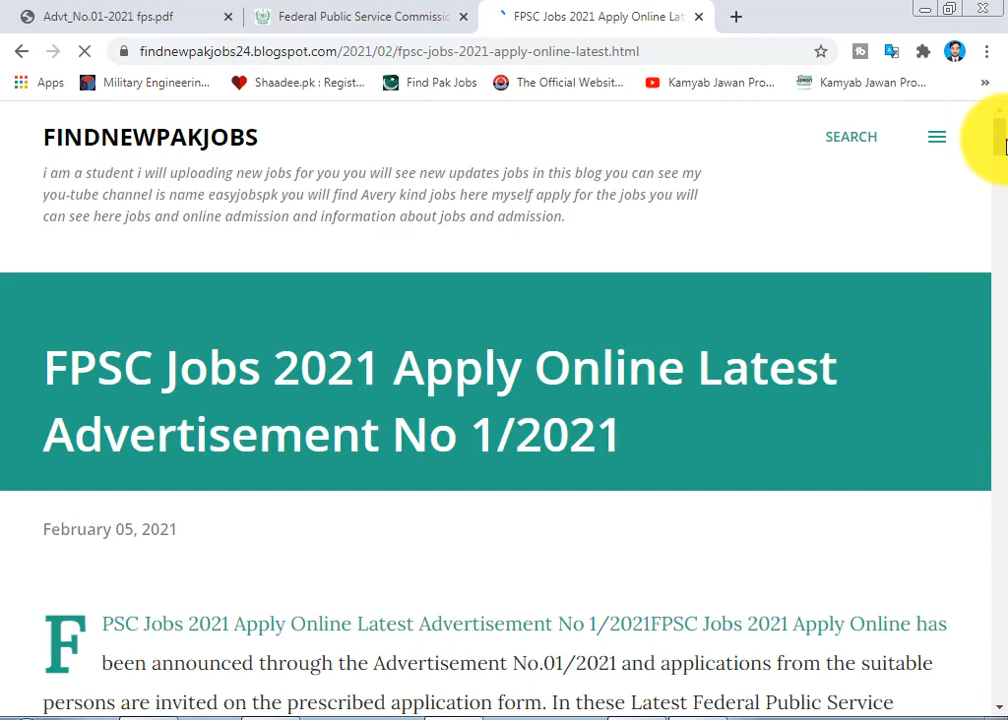 Advt_No.01-2021 fps.pdf
Federal Public Service Commissic
FPSC Jobs 2021 Apply Online Lat
findnewpakjobs24.blogspot.com/2021/02/fpsc-jobs-2021-apply-online-latest.html
Apps
Military Engineerin...
Shaadee.pk : Regist...
Find Pak Jobs
The Official Websit...
Kamyab Jawan Pro...
Kamyab Jawan Pro...
»
FINDNEWPAKJOBS
SEARCH
i am a student i will uploading new jobs for you you will see new updates jobs in this blog you can see my
you-tube channel is name easyjobspk you will find Avery kind jobs here myself apply for the jobs you will
can see here jobs and online admission and information about jobs and admission.
FPSC Jobs 2021 Apply Online Latest
Advertisement No 1/2021
February 05, 2021
FPSC Jobs 2021 Apply Online Latest Advertisement No 1/2021FPSC Jobs 2021 Apply Online has
been announced through the Advertisement No.01/2021 and applications from the suitable
persons are invited on the prescribed application form. In these Latest Federal Public Service